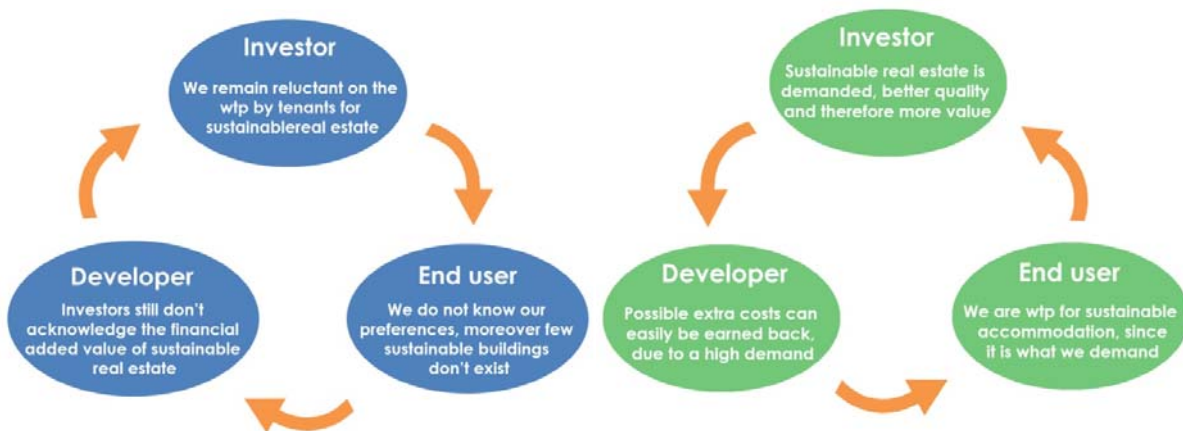 Investor
We remain reluctant on the
wtp by tenants for
sustainablereal estate
Developer
Investors still don't
acknowledge the financial
added value of sustainable
real estate
End user
We do not know our
preferences, moreover few
sustainable buildings
don't exist
Investor
Sustainable real estate is
demanded, better quality
and therefore more value
Developer
Possible extra costs can
easily be earned back,
due to a high demand
End user
We are wtp for sustainable
accommodation, since
it is what we demand